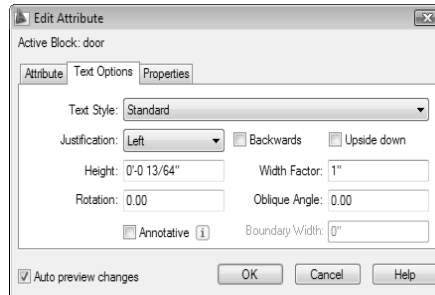 Edit Attribute
Active Block: door
Attribute Text Options Properties
Text Style: Standard
Justification: Left Backwards Upside down
Height: 0'-0 13/64" Width Factor: 1"
Rotation: 0.00 Oblique Angle: 0.00
Annotative i Boundary Width: 0"
Auto preview changes OK Cancel Help